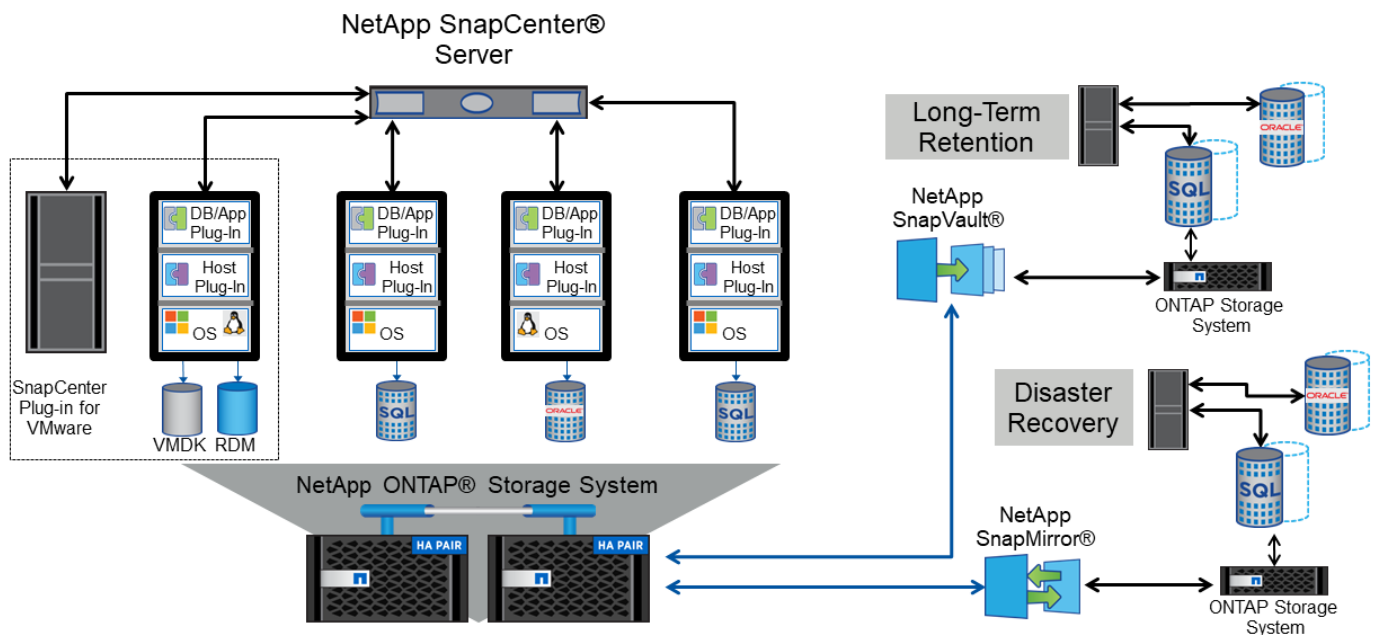 NetApp SnapCenter®
Server
DB/App
Plug-In
Host
Plug-In
OS
DB/App
Plug-In
Host
Plug-In
OS
DB/App
Plug-In
Host
Plug-In
OS
DB/App
Plug-In
Host
Plug-In
OS
SnapCenter
Plug-in for
VMware
VMDK
RDM
SQL
ORACLE
SQL
NetApp ONTAP® Storage System
HA PAIR
HA PAIR
Long-Term
Retention
ORACLE
SQL
NetApp
SnapVault®
ONTAP Storage
System
Disaster
Recovery
ORACLE
SQL
NetApp
SnapMirror®
ONTAP Storage
System